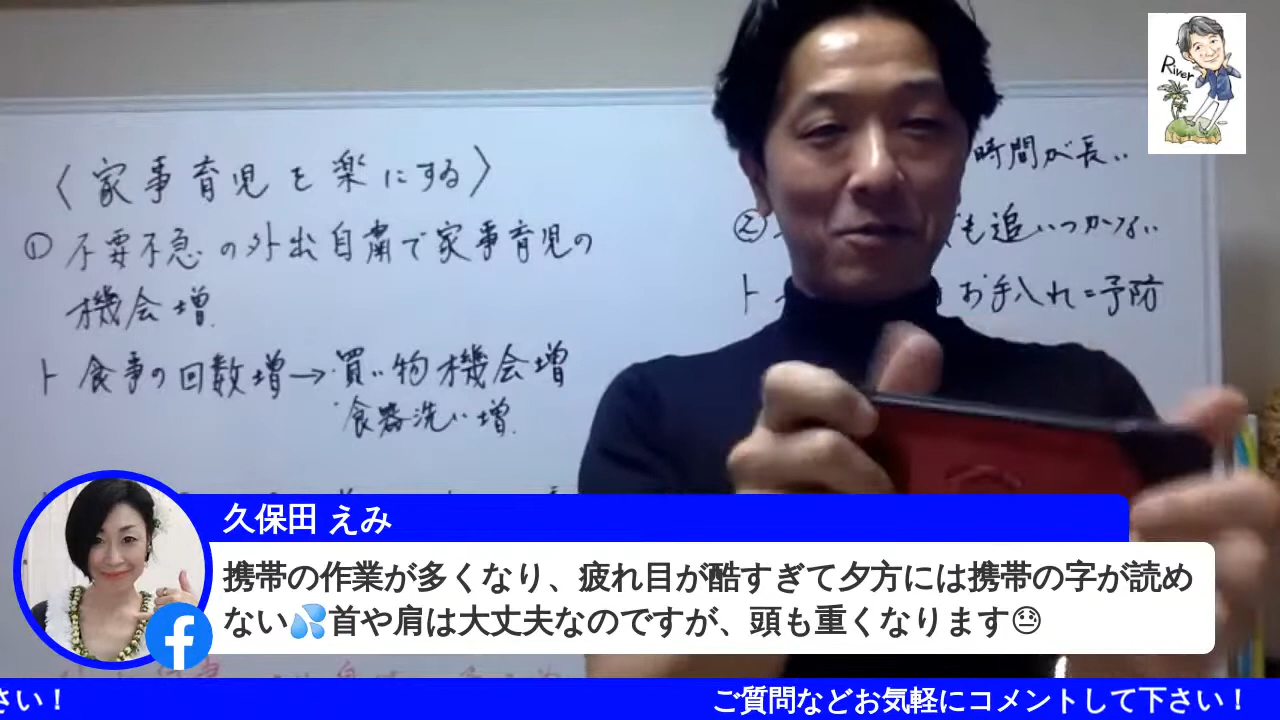 River
〈家事育児を楽にする〉
① 不要不急の外出自粛で家事育児の
機会増
ト 食事の回数増→・買い物機会増
・食器洗い増
時間が長い
②
も追いつかない
お手入れ=予防
久保田 えみ
携帯の作業が多くなり、疲れ目が酷すぎて夕方には携帯の字が読め
ない💦首や肩は大丈夫なのですが、頭も重くなります😓
さい！
ご質問などお気軽にコメントして下さい！